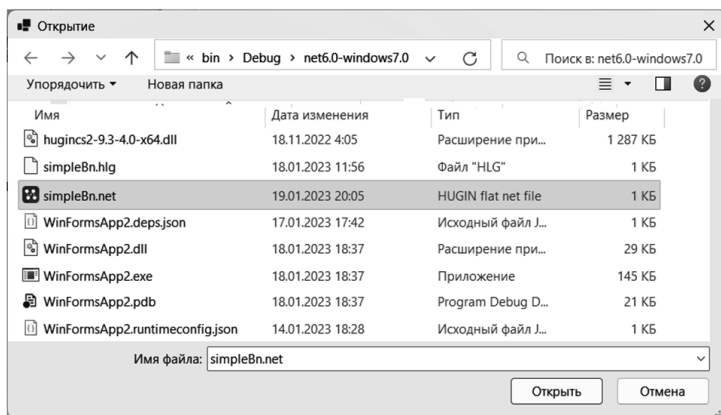 Открытие
« bin › Debug › net6.0-windows7.0
Поиск в: net6.0-windows7.0
Упорядочить Новая папка
Имя Дата изменения Тип Размер
hugincs2-9.3-4.0-x64.dll 18.11.2022 4:05 Расширение при... 1 287 КБ
simpleBn.hlg 18.01.2023 11:56 Файл "HLG" 1 КБ
simpleBn.net 19.01.2023 20:05 HUGIN flat net file 1 КБ
WinFormsApp2.deps.json 17.01.2023 17:42 Исходный файл J... 1 КБ
WinFormsApp2.dll 18.01.2023 18:37 Расширение при... 29 КБ
WinFormsApp2.exe 18.01.2023 18:37 Приложение 145 КБ
WinFormsApp2.pdb 18.01.2023 18:37 Program Debug D... 21 КБ
WinFormsApp2.runtimeconfig.json 14.01.2023 18:28 Исходный файл J... 1 КБ
Имя файла: simpleBn.net
Открыть Отмена